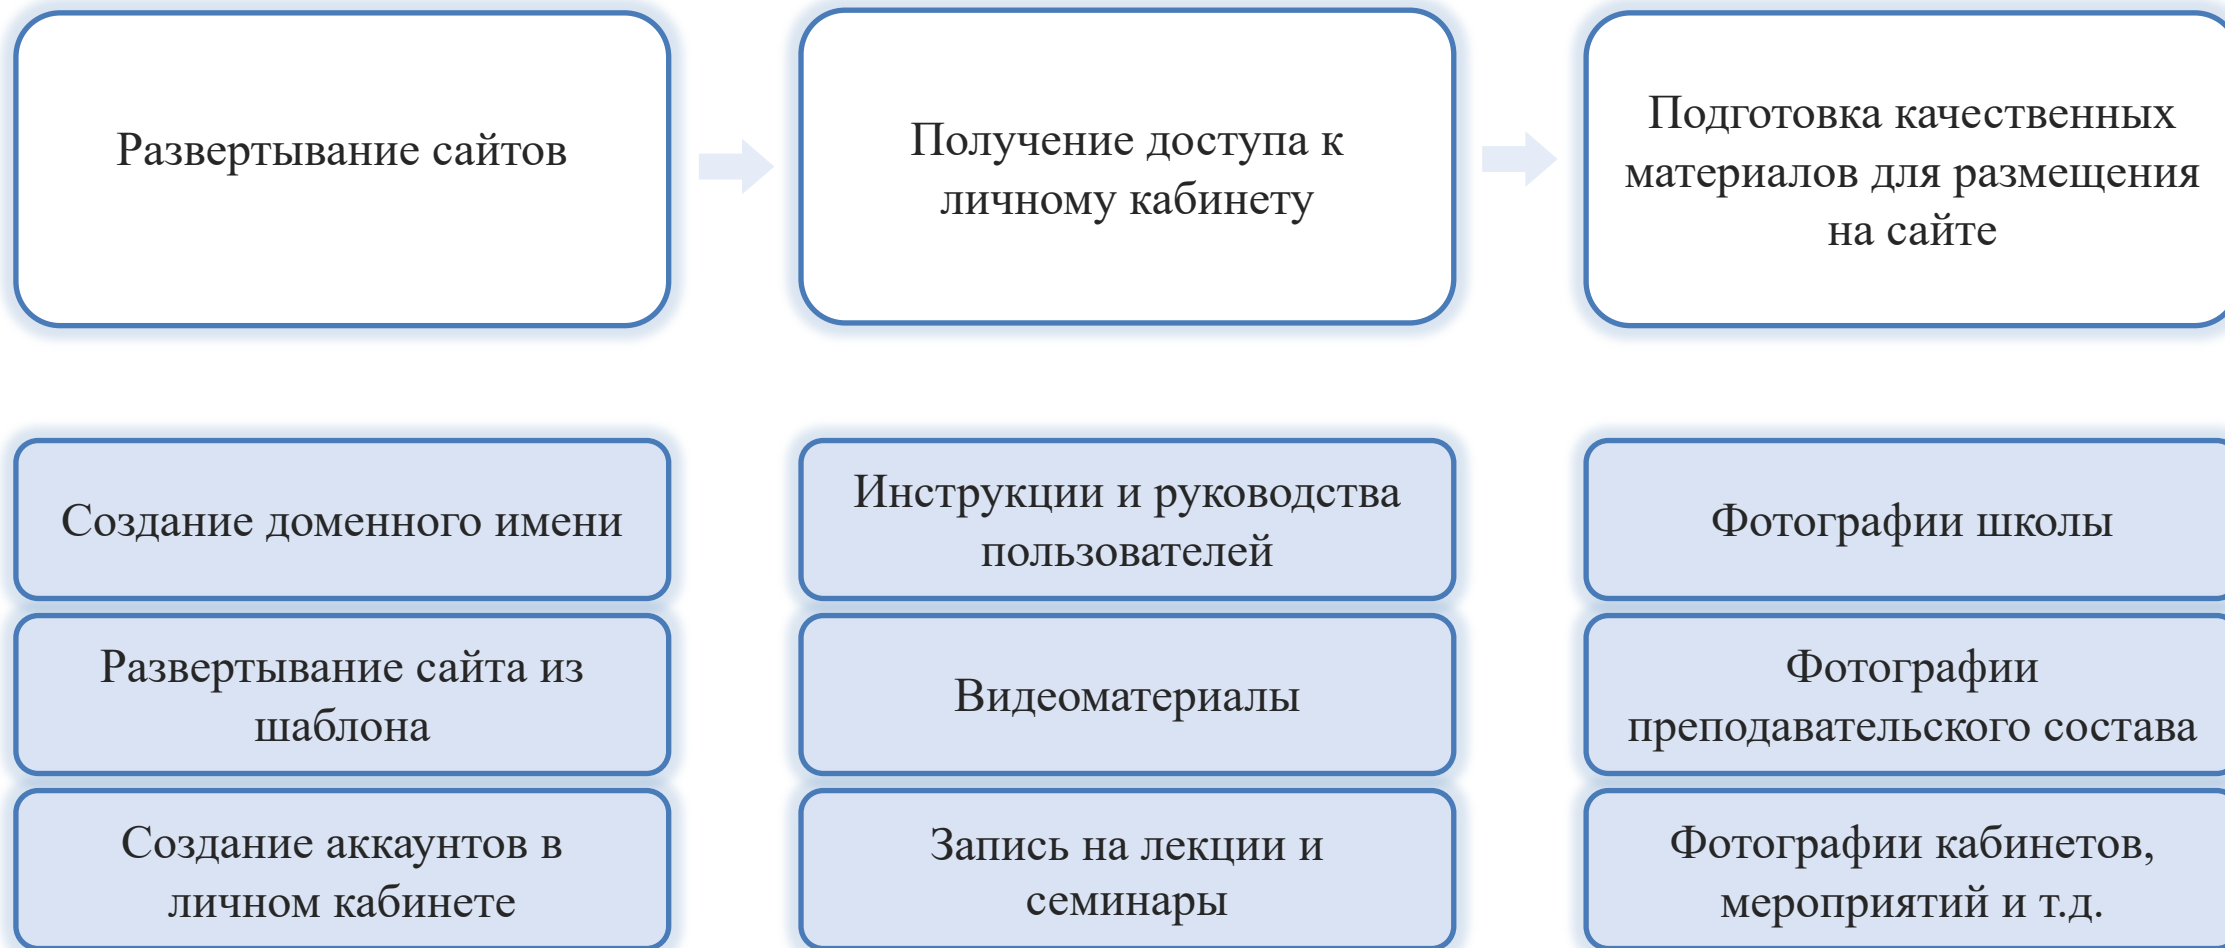 Развертывание сайтов
Получение доступа к
личному кабинету
Подготовка качественных
материалов для размещения
на сайте
Создание доменного имени
Инструкции и руководства
пользователей
Фотографии школы
Развертывание сайта из
шаблона
Видеоматериалы
Фотографии
преподавательского состава
Создание аккаунтов в
личном кабинете
Запись на лекции и
семинары
Фотографии кабинетов,
мероприятий и т.д.